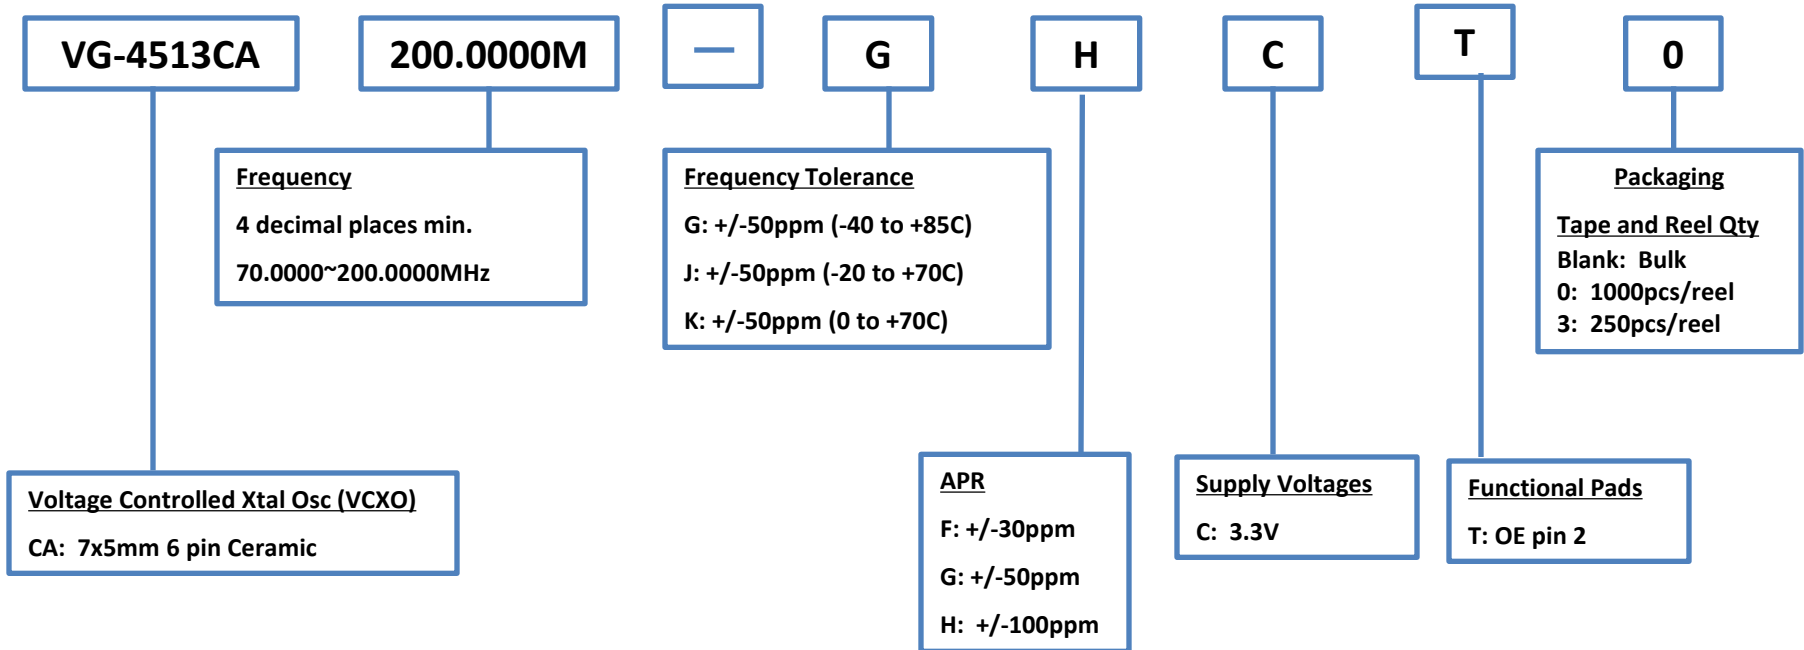 VG-4513CA 200.0000M — G H C T 0
Frequency
4 decimal places min.
70.0000~200.0000MHz
Frequency Tolerance
G: +/-50ppm (-40 to +85C)
J: +/-50ppm (-20 to +70C)
K: +/-50ppm (0 to +70C)
Packaging
Tape and Reel Qty
Blank: Bulk
0: 1000pcs/reel
3: 250pcs/reel
Voltage Controlled Xtal Osc (VCXO)
CA: 7x5mm 6 pin Ceramic
APR
F: +/-30ppm
G: +/-50ppm
H: +/-100ppm
Supply Voltages
C: 3.3V
Functional Pads
T: OE pin 2